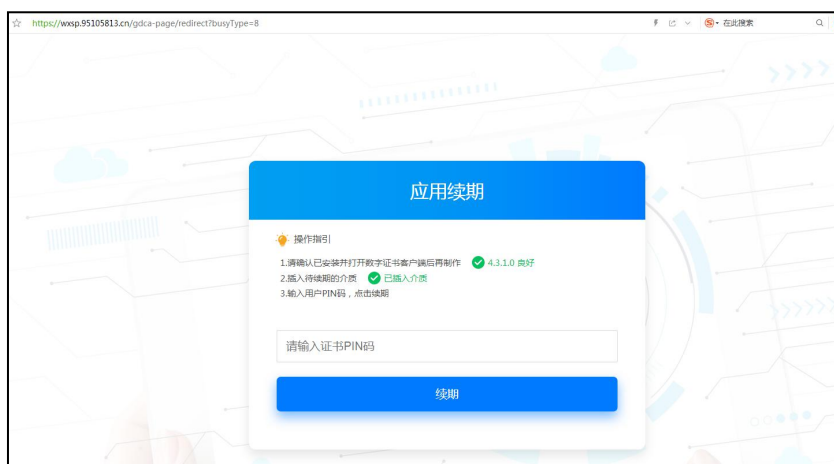 https://wxsp.95105813.cn/gdca-page/redirect?busyType=8
在此搜索
应用续期
操作指引
1.请确认已安装并打开数字证书客户端后再制作 4.3.1.0 良好
2.插入待续期的介质 已插入介质
3.输入用户PIN码，点击续期
请输入证书PIN码
续期